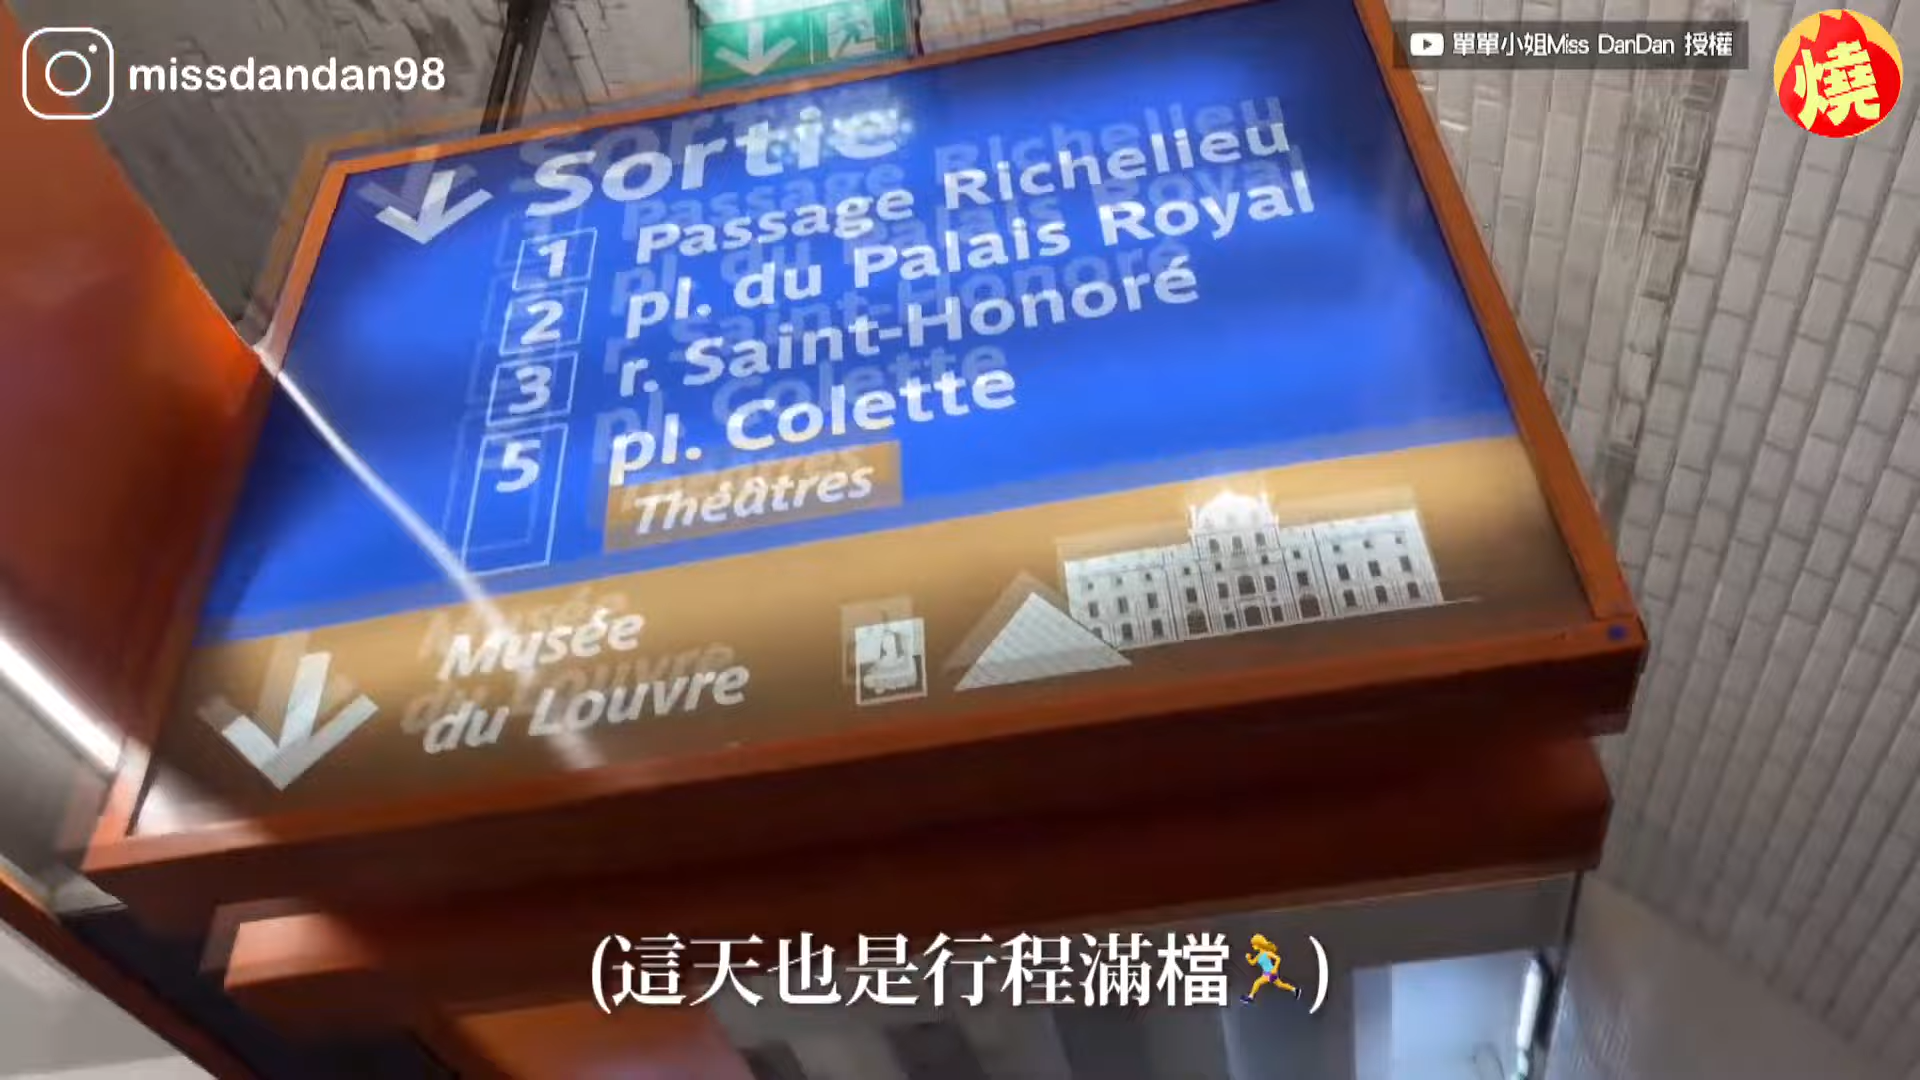 missdandan98
單單小姐Miss DanDan 授權
燒
Sortie
1 Passage Richelieu
2 pl. du Palais Royal
3 r. Saint-Honoré
5 pl. Colette
Théâtres
Musée
du Louvre
(這天也是行程滿檔🏃‍♀️)